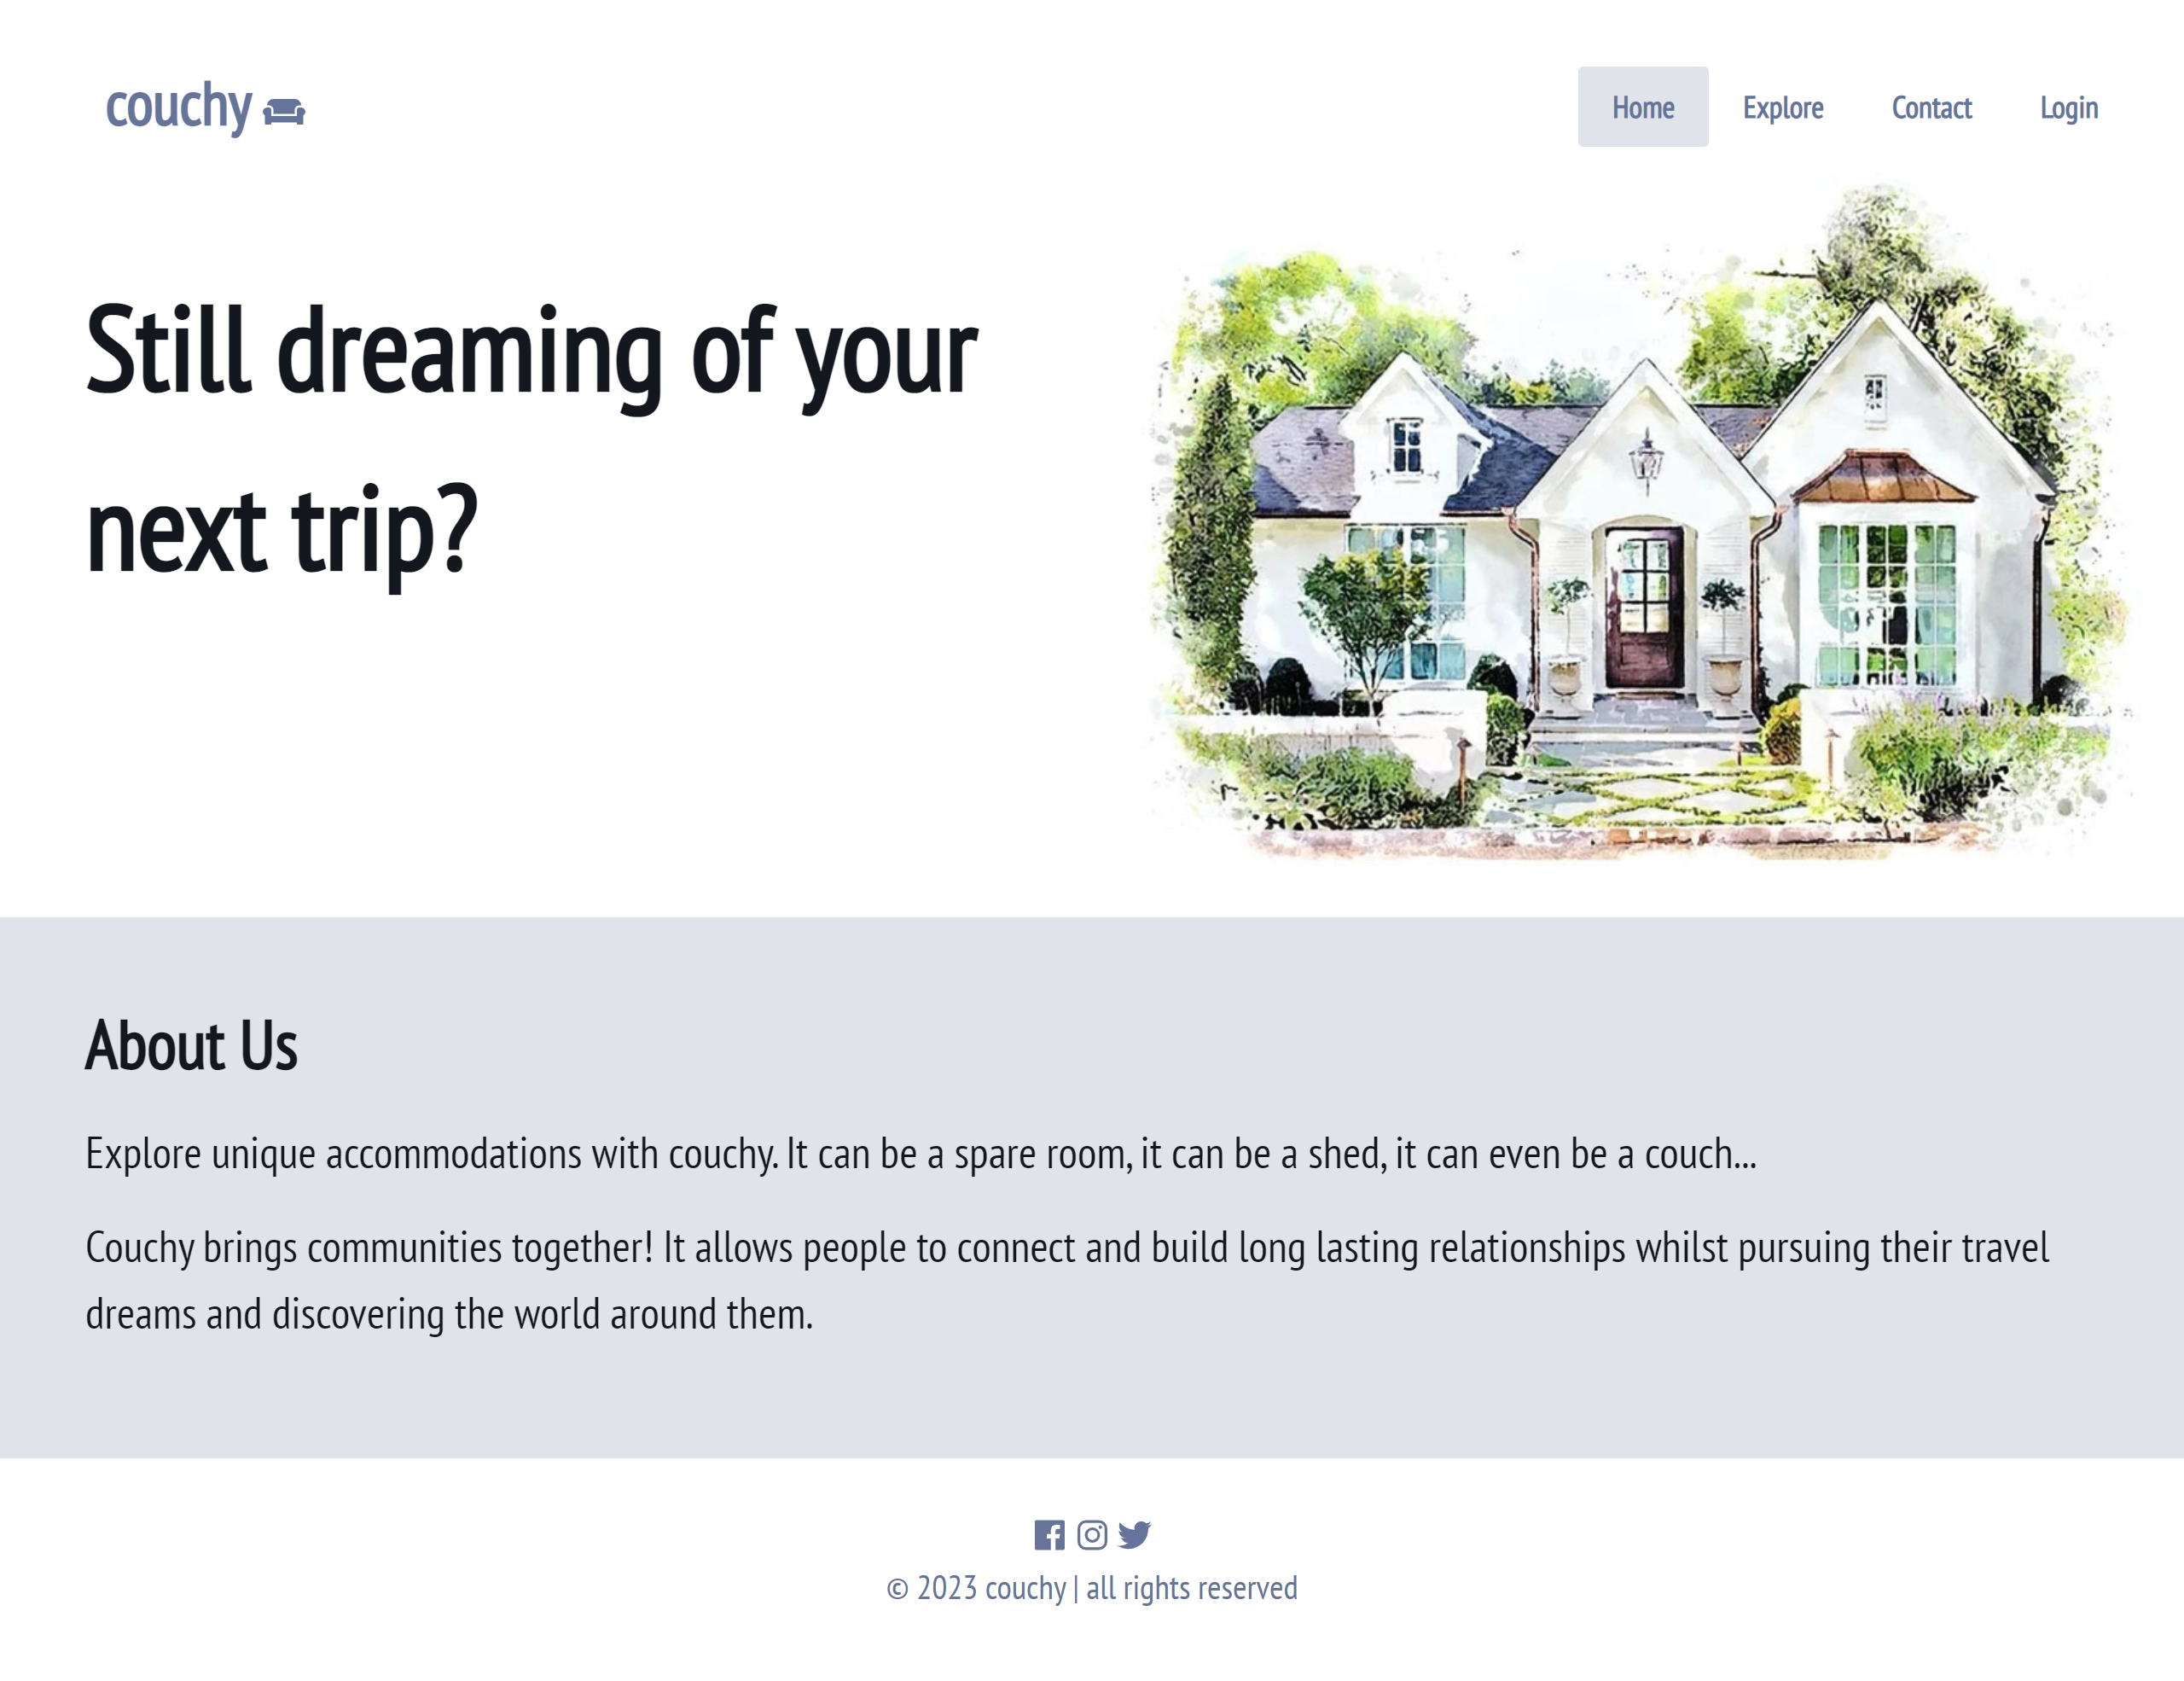 couchy
Home Explore Contact Login
Still dreaming of your
next trip?
About Us
Explore unique accommodations with couchy. It can be a spare room, it can be a shed, it can even be a couch...
Couchy brings communities together! It allows people to connect and build long lasting relationships whilst pursuing their travel
dreams and discovering the world around them.
© 2023 couchy | all rights reserved